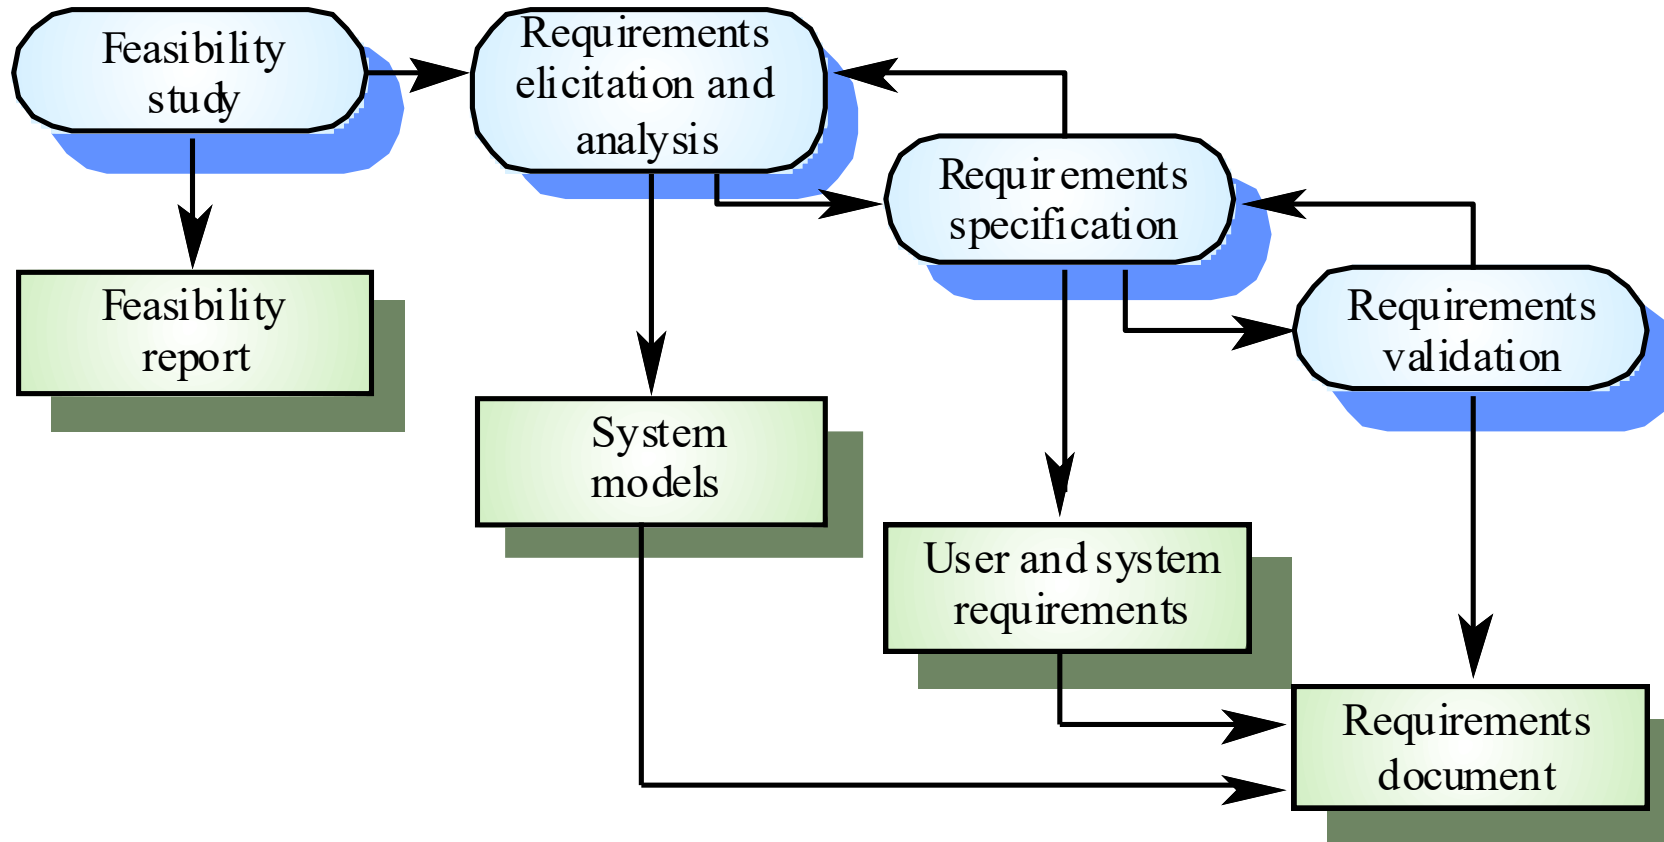 Feasibility
study
Requirements
elicitation and
analysis
Requirements
specification
Requirements
validation
Feasibility
report
System
models
User and system
requirements
Requirements
document